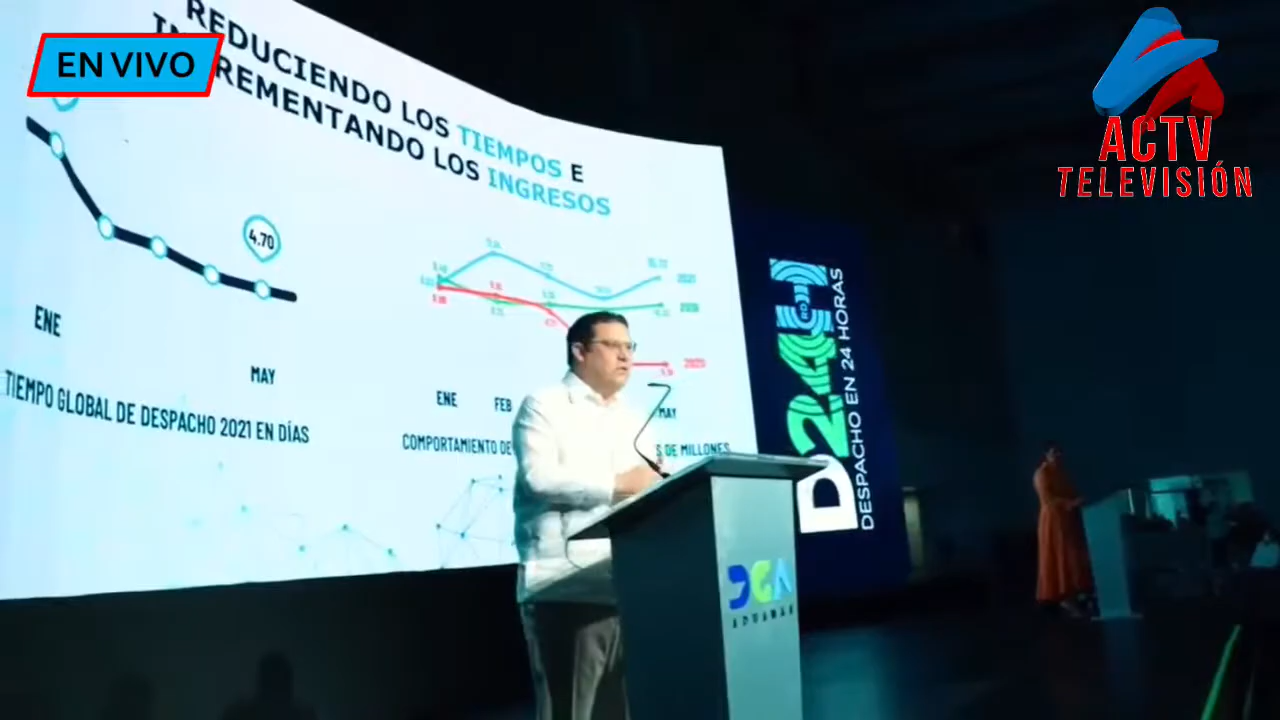 EN VIVO
ACTV
TELEVISIÓN
REDUCIENDO LOS TIEMPOS E
INCREMENTANDO LOS INGRESOS
4.70
ENE
MAY
TIEMPO GLOBAL DE DESPACHO 2021 EN DÍAS
2021
2020
ENE
FEB
MAY
COMPORTAMIENTO DE
S DE MILLONES
D24H
RD
DESPACHO EN 24 HORAS
DGA
ADUANAS